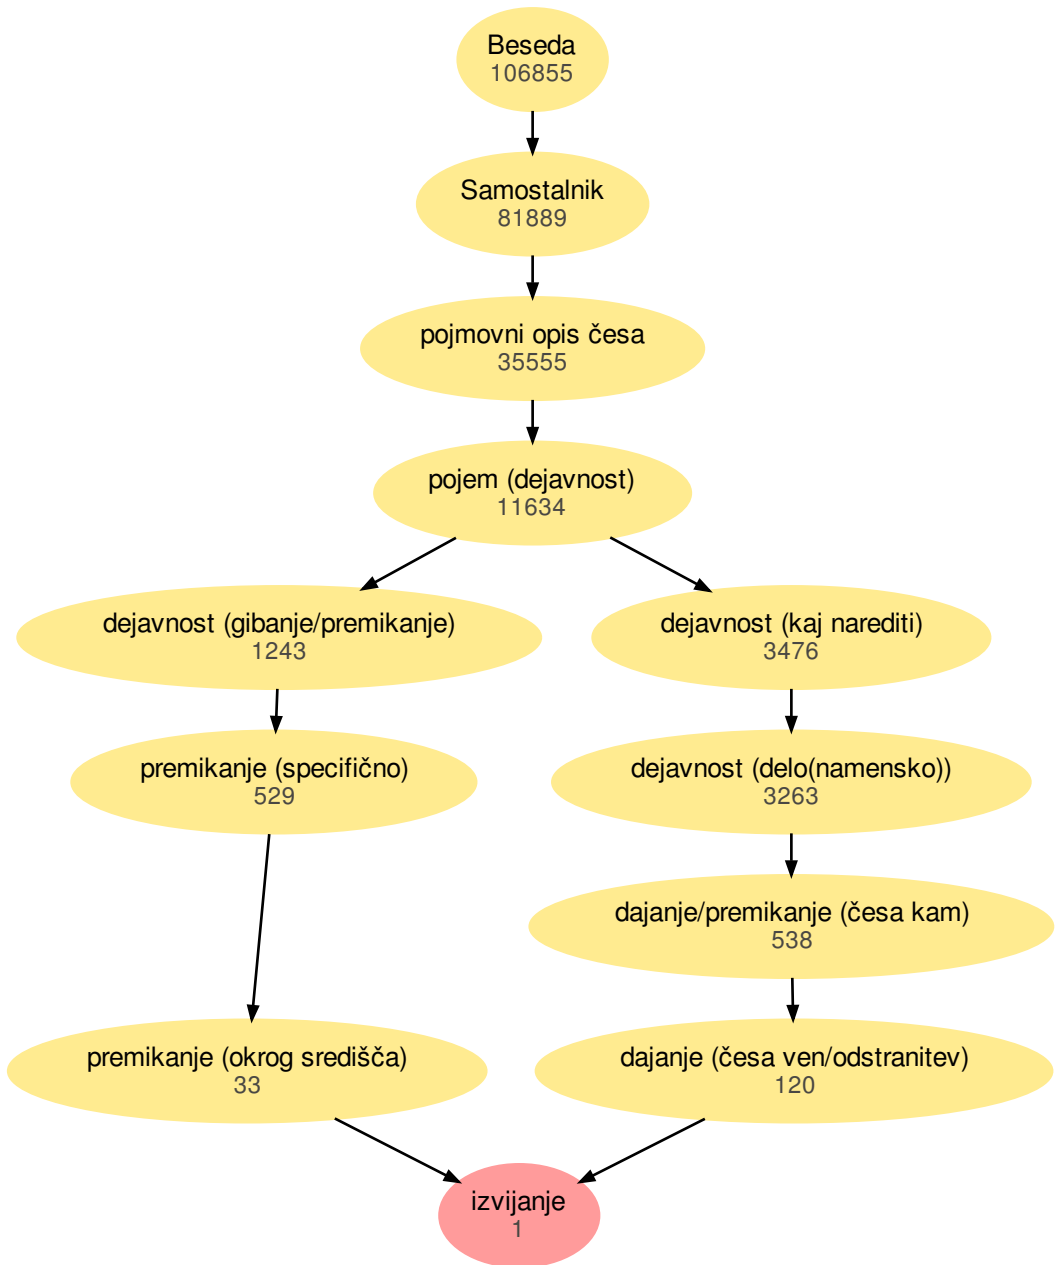 Beseda
106855
Samostalnik
81889
pojmovni opis česa
35555
pojem (dejavnost)
11634
dejavnost (gibanje/premikanje)
1243
dejavnost (kaj narediti)
3476
premikanje (specifično)
529
dejavnost (delo(namensko))
3263
dajanje/premikanje (česa kam)
538
premikanje (okrog središča)
33
dajanje (česa ven/odstranitev)
120
izvijanje
1